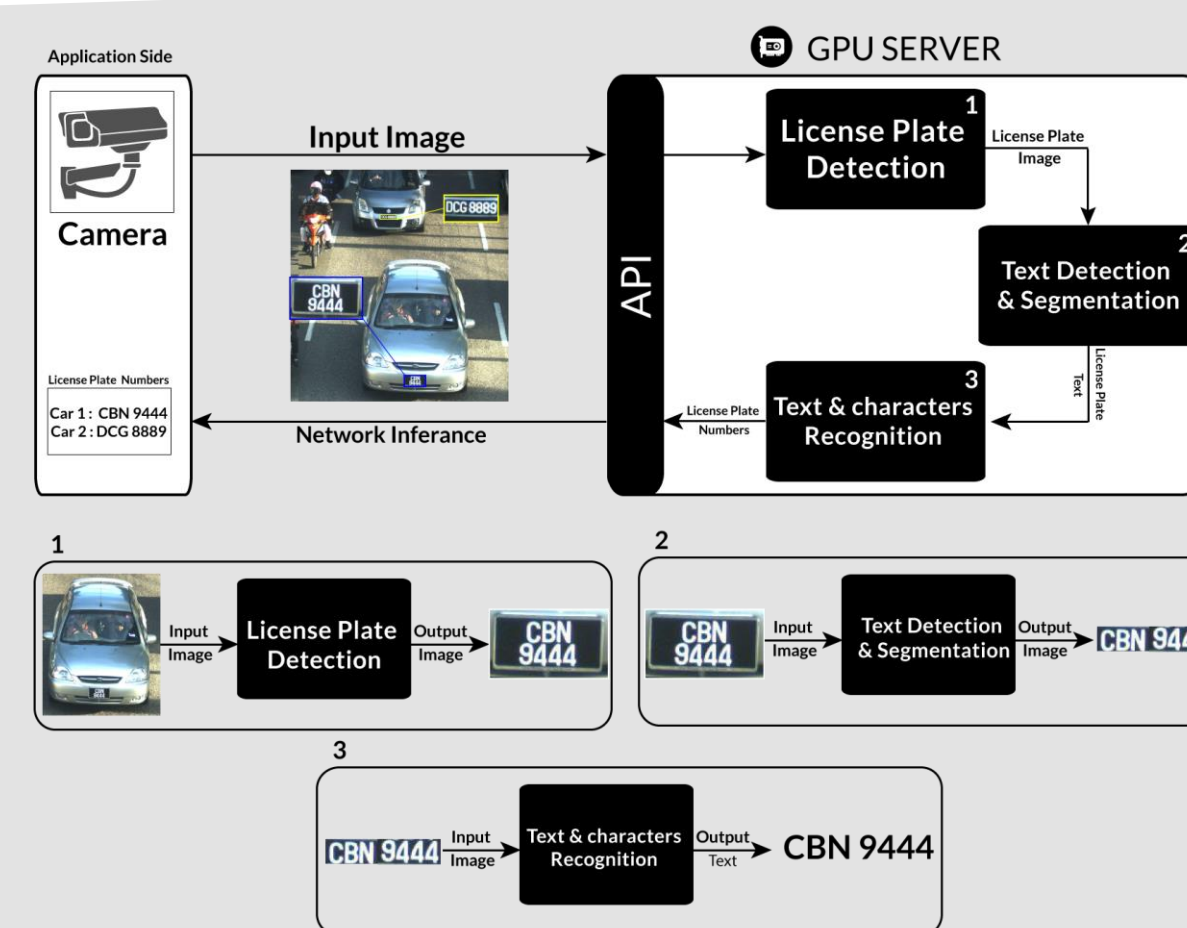 Application Side
GPU SERVER
Camera
Input Image
DCG 8889
CBN
9444
API
License Plate
Detection
1
License Plate
Image
Text Detection
& Segmentation
2
License Plate
Text
Text & characters
Recognition
3
License Plate
Numbers
Network Inferance
License Plate Numbers
Car 1 : CBN 9444
Car 2 : DCG 8889
1
Input
Image
License Plate
Detection
Output
Image
CBN
9444
2
CBN
9444
Input
Image
Text Detection
& Segmentation
Output
Image
CBN
3
CBN 9444
Input
Image
Text & characters
Recognition
Output
Text
CBN 9444